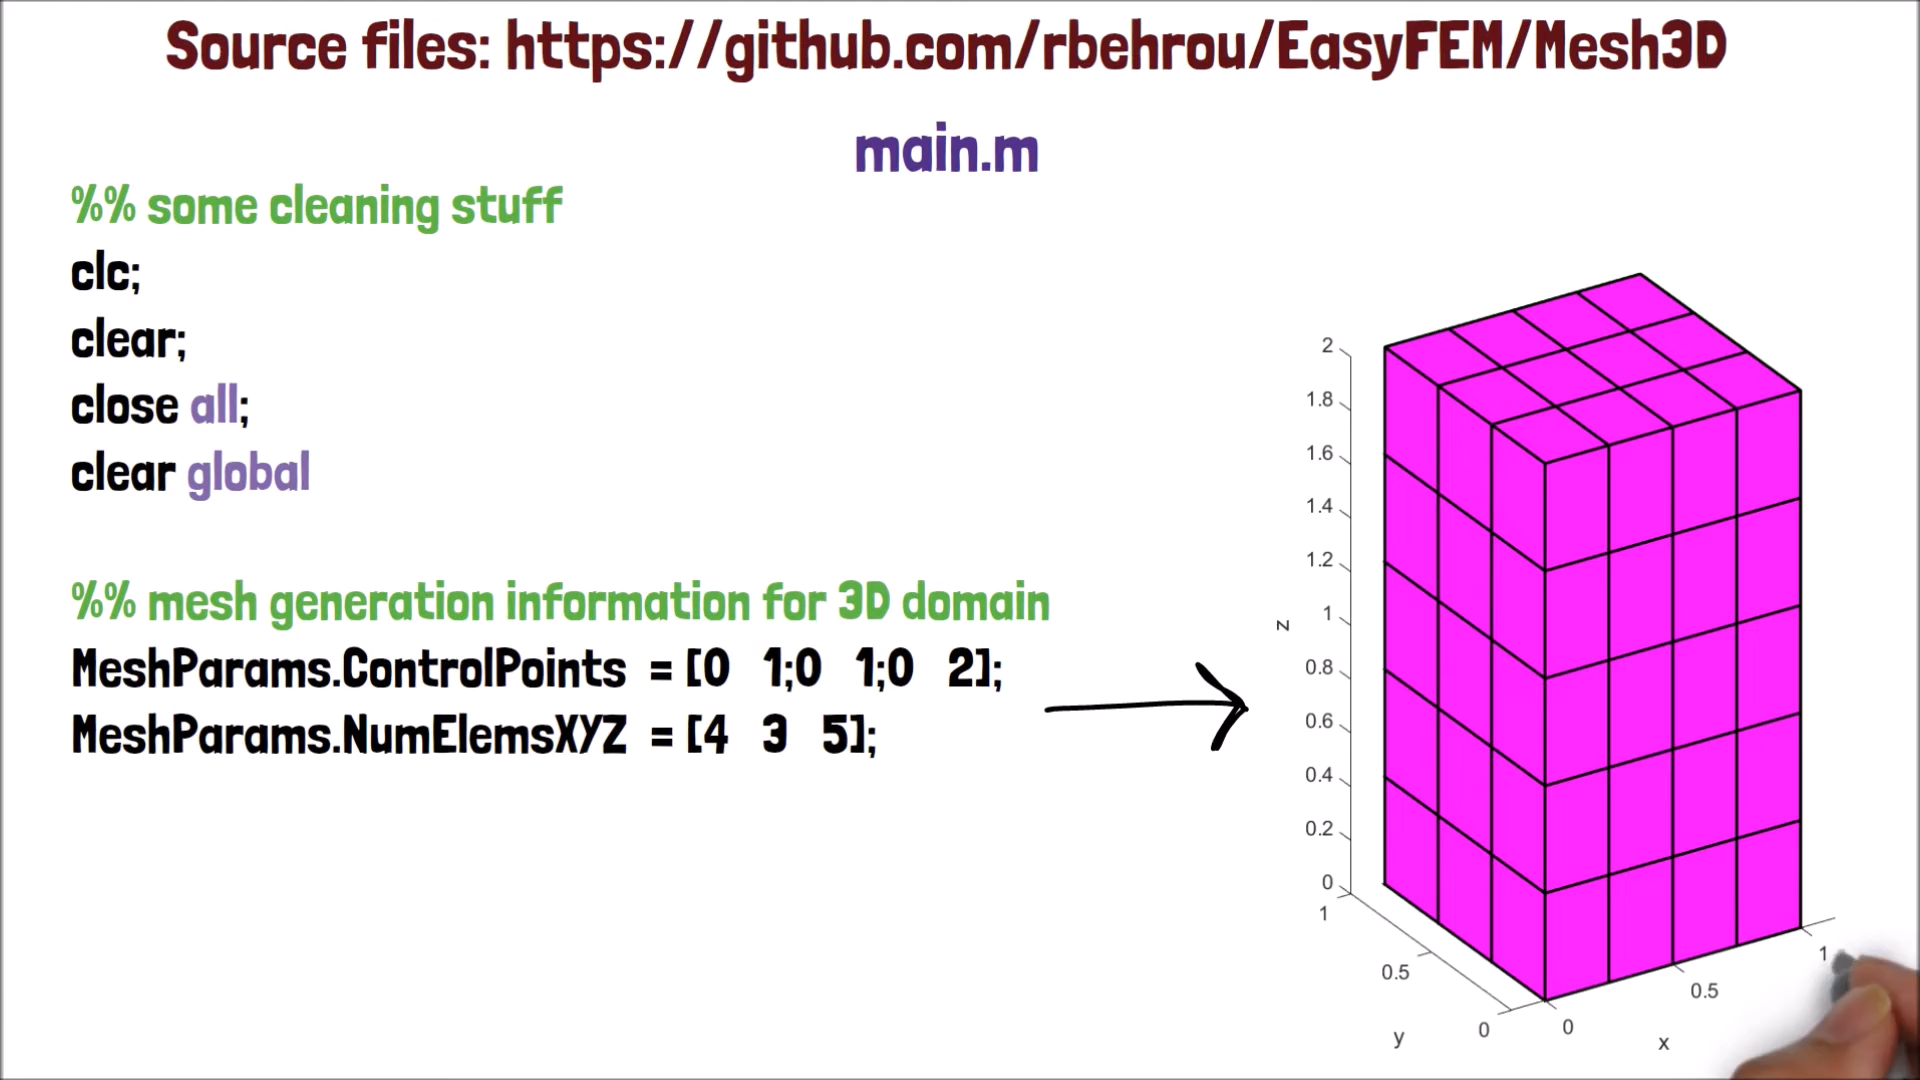 Source files: https://github.com/rbehrou/EasyFEM/Mesh3D
main.m
%% some cleaning stuff
clc;
clear;
close all;
clear global
%% mesh generation information for 3D domain
MeshParams.ControlPoints = [0 1;0 1;0 2];
MeshParams.NumElemsXYZ = [4 3 5];
2
1.8
1.6
1.4
1.2
1
0.8
0.6
0.4
0.2
0
z
1
0.5
0
y
0
0.5
1
x